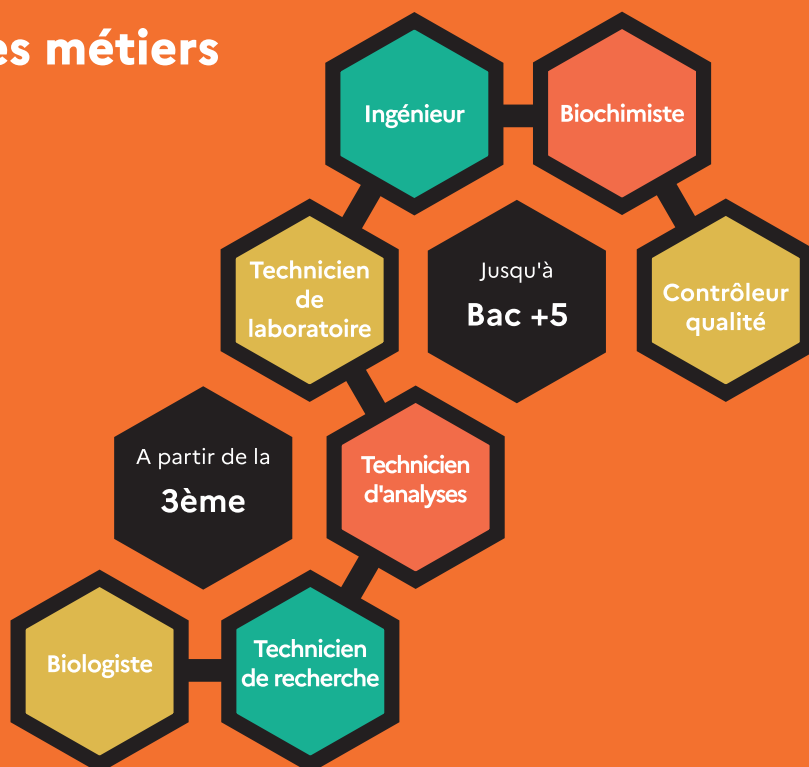 es métiers
Ingénieur
Biochimiste
Technicien
de
laboratoire
Jusqu'à
Bac +5
Contrôleur
qualité
A partir de la
3ème
Technicien
d'analyses
Biologiste
Technicien
de recherche